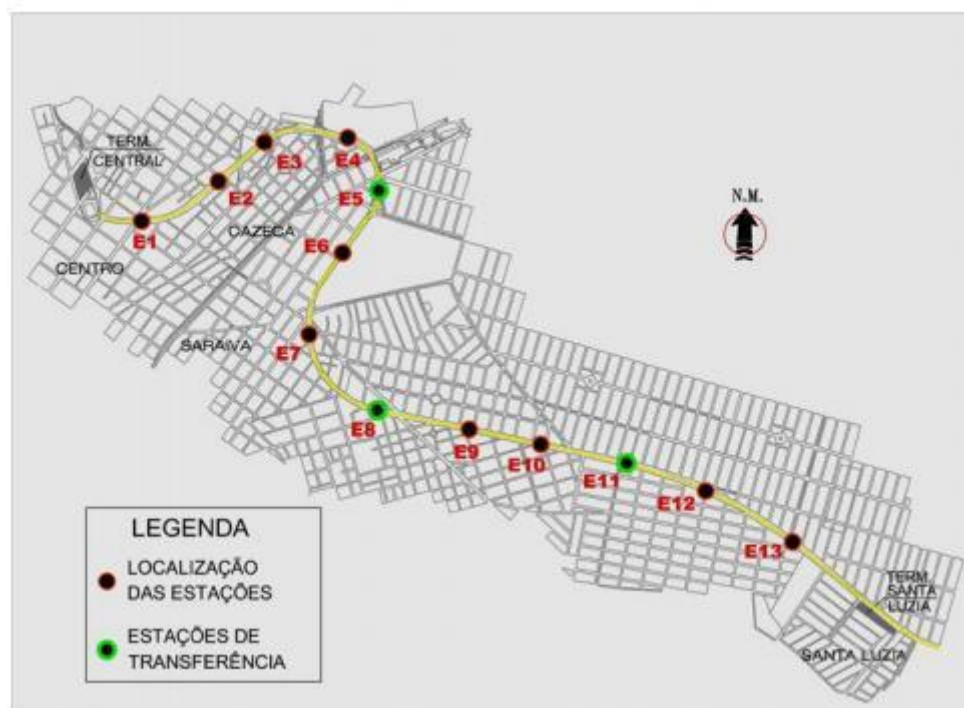 TERM.
CENTRAL
E1
E2
E3
E4
E5
CAZECA
E6
CENTRO
N.M.
SARAIVA
E7
E8
E9
E10
E11
E12
E13
TERM.
SANTA
LUZIA
SANTA LUZIA
LEGENDA
LOCALIZAÇÃO
DAS ESTAÇÕES
ESTAÇÕES DE
TRANSFERÊNCIA